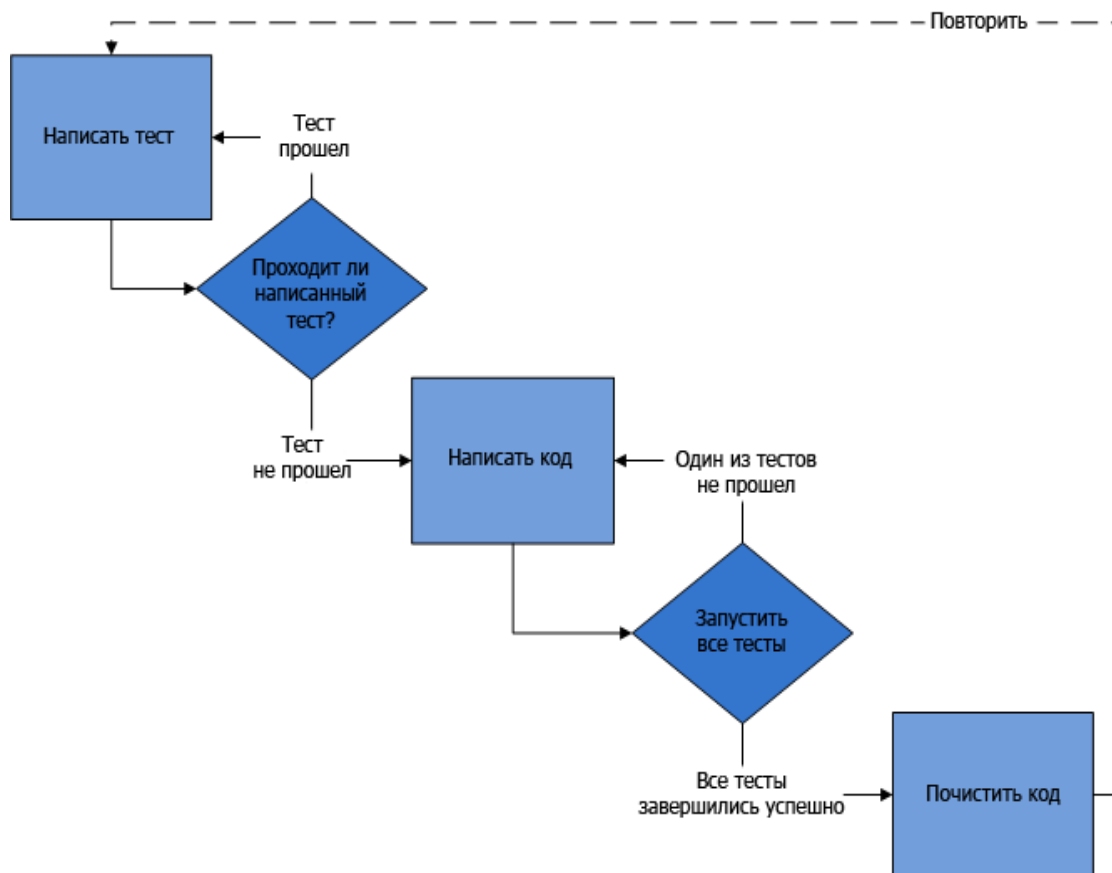 Повторить
Написать тест
Тест
прошел
Проходит ли
написанный
тест?
Тест
не прошел
Написать код
Один из тестов
не прошел
Запустить
все тесты
Все тесты
завершились успешно
Почистить код